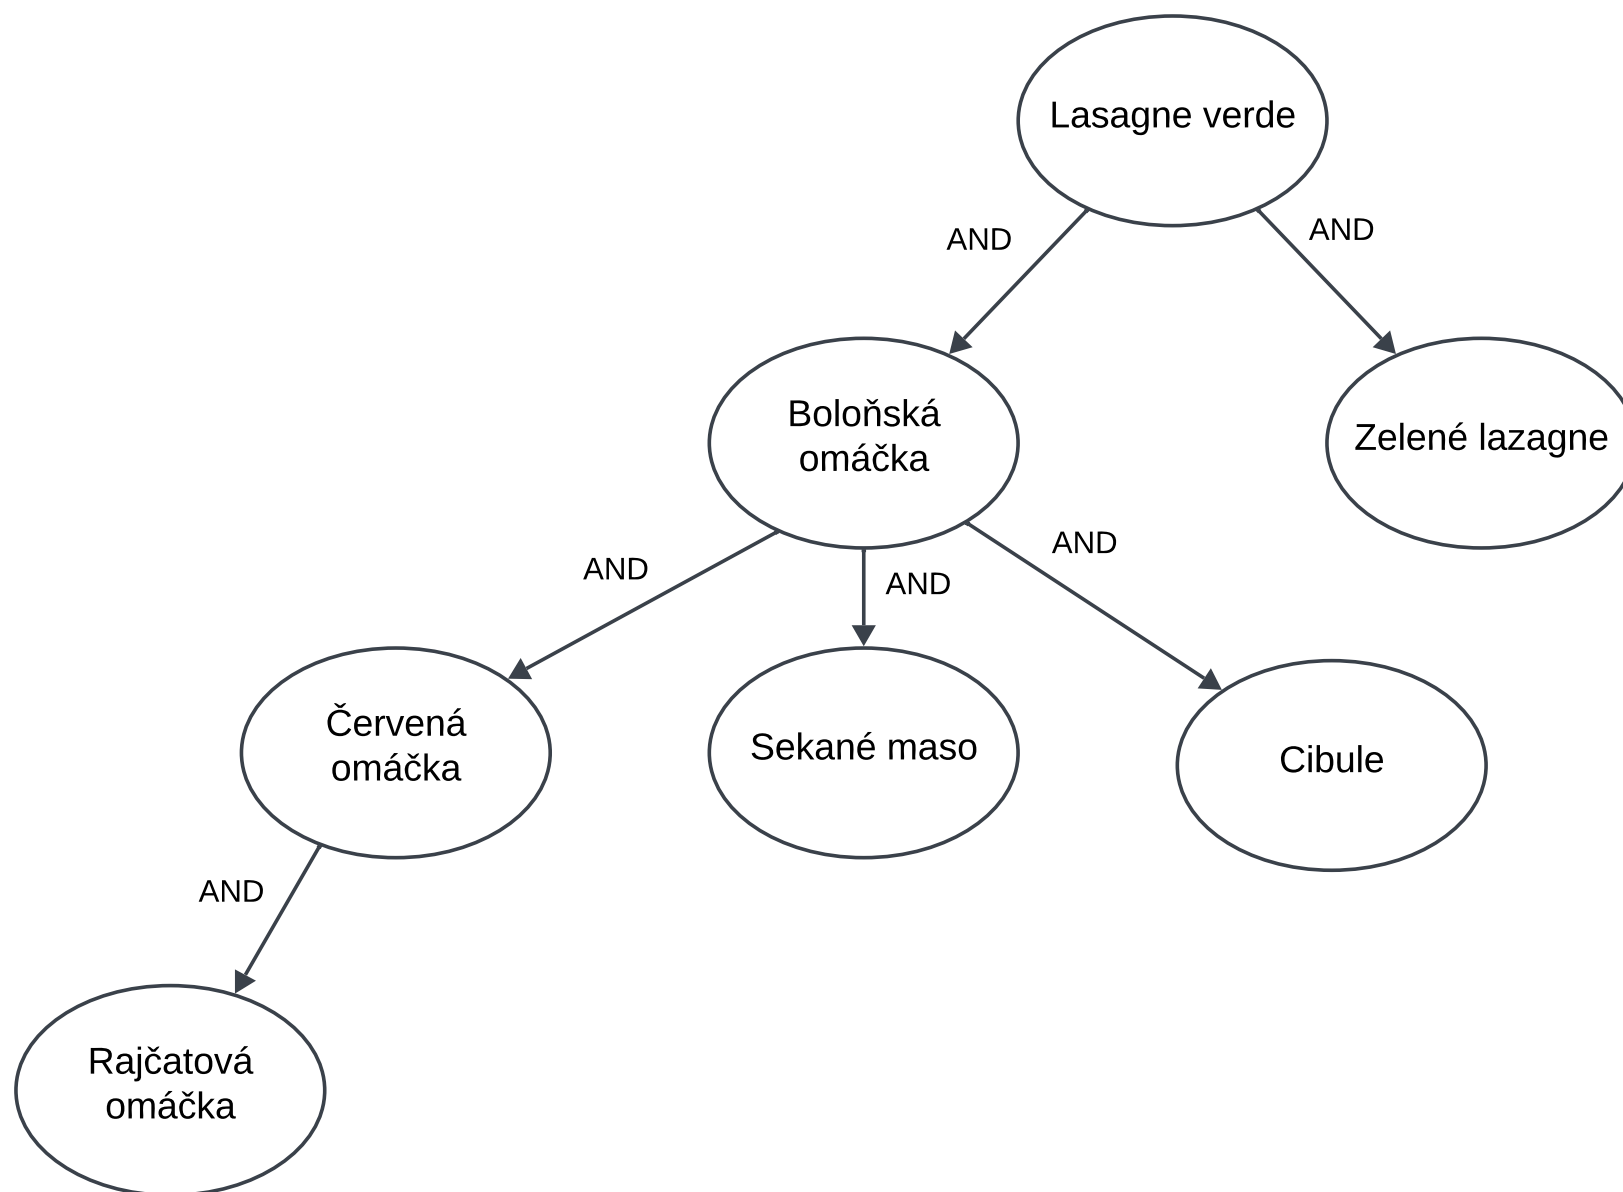 Lasagne verde
AND
AND
Boloňská
omáčka
Zelené lazagne
AND
AND
AND
Červená
omáčka
Sekané maso
Cibule
AND
Rajčatová
omáčka